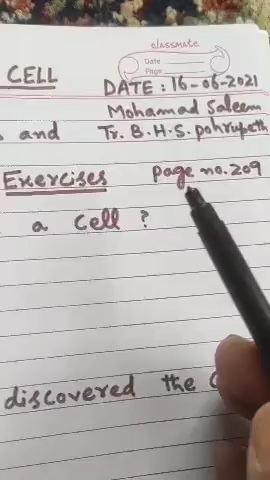 classmate
Date
Page
CELL
DATE : 16-06-2021
Mohamad Saleem
and Tr. B.H.S. Pohrupeth
Exercises page no. 209
a cell ?
discovered the